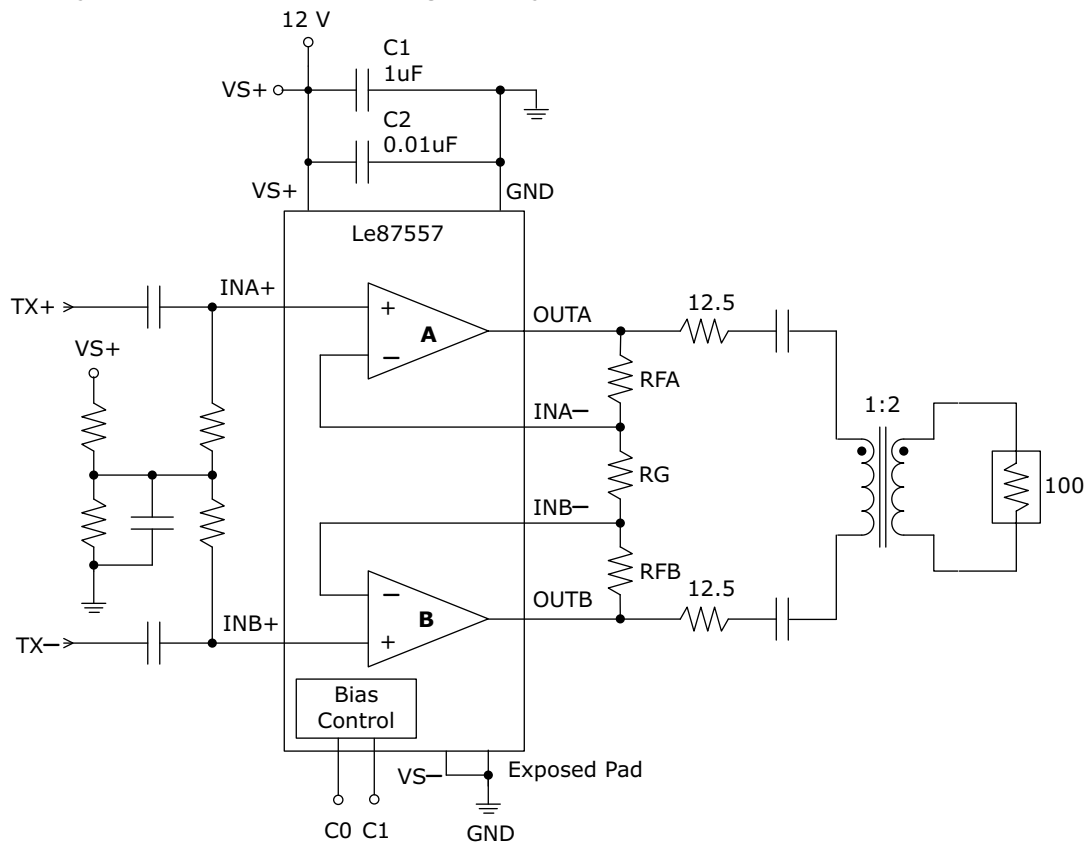 12 V
C1
1uF
VS+
C2
0.01uF
VS+
GND
Le87557
TX+
INA+
+
A
−
OUTA
12.5
VS+
RFA
INA−
1:2
RG
100
INB−
RFB
−
B
+
OUTB
12.5
TX−
INB+
Bias
Control
VS−
Exposed Pad
C0
C1
GND